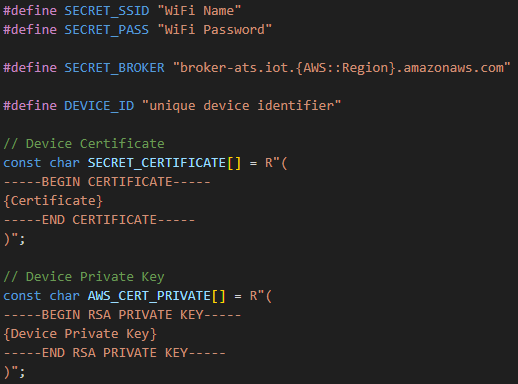 #define SECRET_SSID "WiFi Name"
#define SECRET_PASS "WiFi Password"
#define SECRET_BROKER "broker-ats.iot.{AWS::Region}.amazonaws.com"
#define DEVICE_ID "unique device identifier"
// Device Certificate
const char SECRET_CERTIFICATE[] = R"(
-----BEGIN CERTIFICATE-----
{Certificate}
-----END CERTIFICATE-----
)";
// Device Private Key
const char AWS_CERT_PRIVATE[] = R"(
-----BEGIN RSA PRIVATE KEY-----
{Device Private Key}
-----END RSA PRIVATE KEY-----
)";